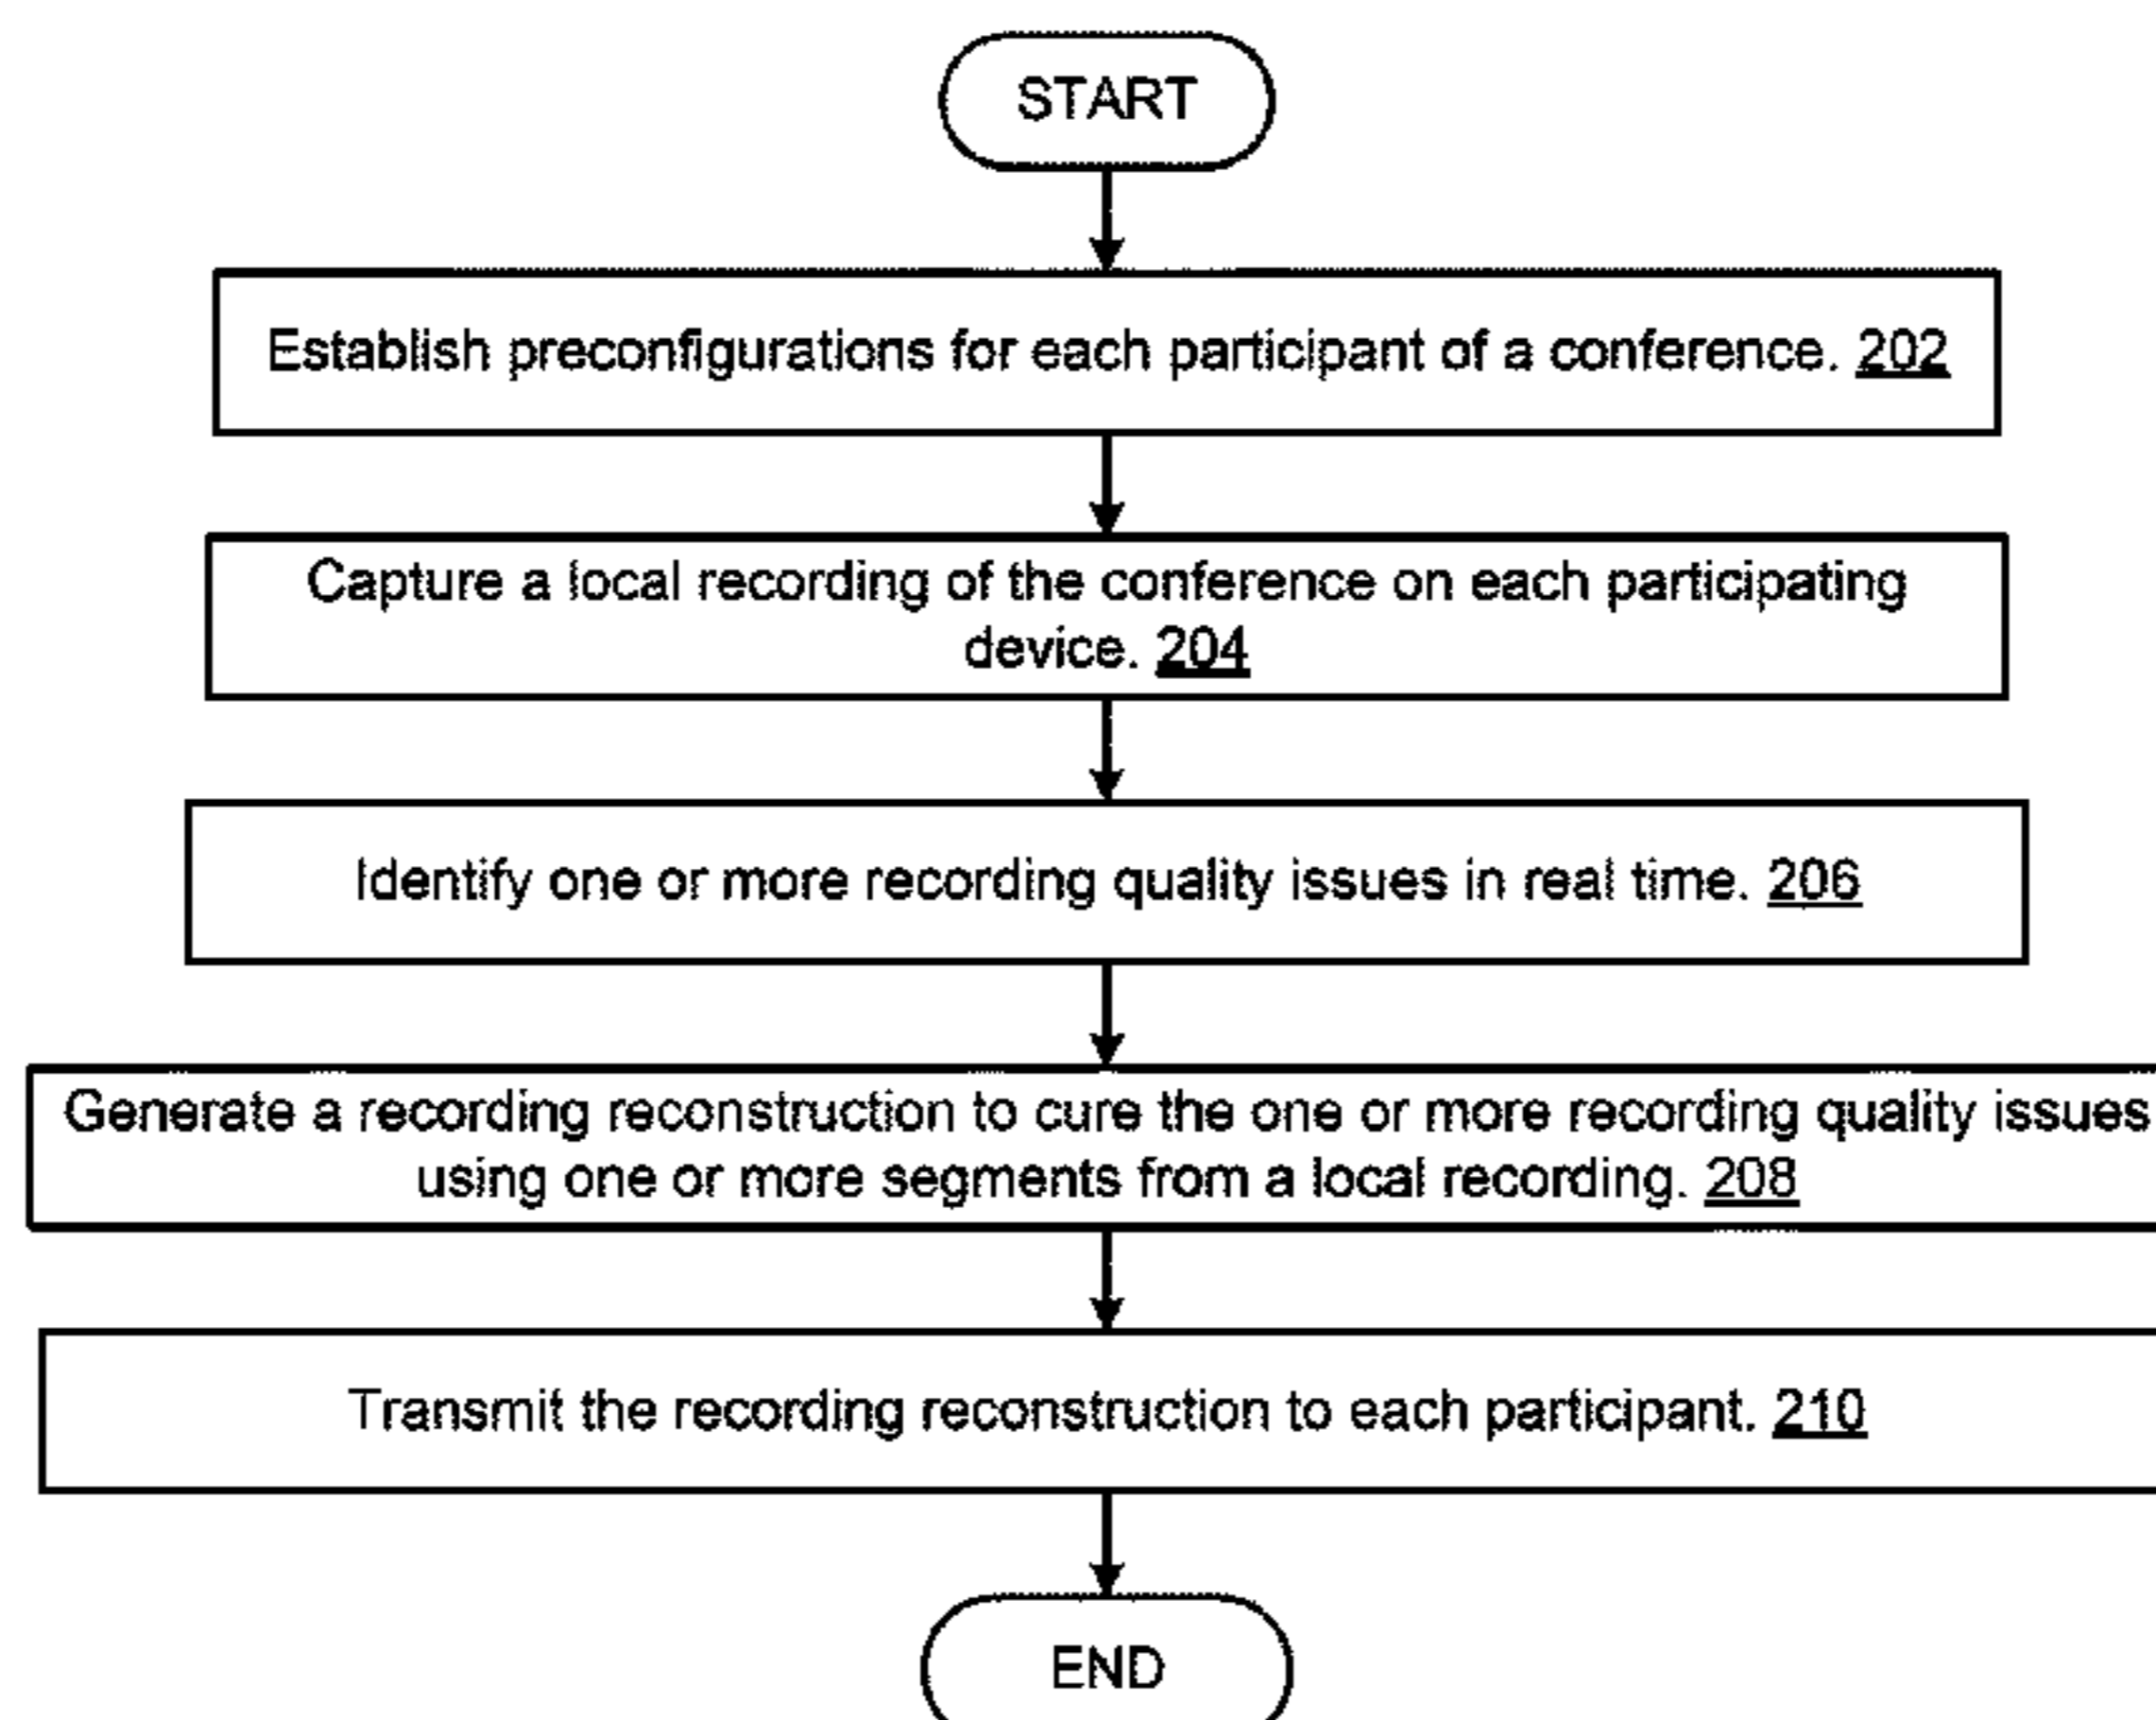 START
Establish preconfigurations for each participant of a conference. 202
Capture a local recording of the conference on each participating
device. 204
Identify one or more recording quality issues in real time. 206
Generate a recording reconstruction to cure the one or more recording quality issues
using one or more segments from a local recording. 208
Transmit the recording reconstruction to each participant. 210
END